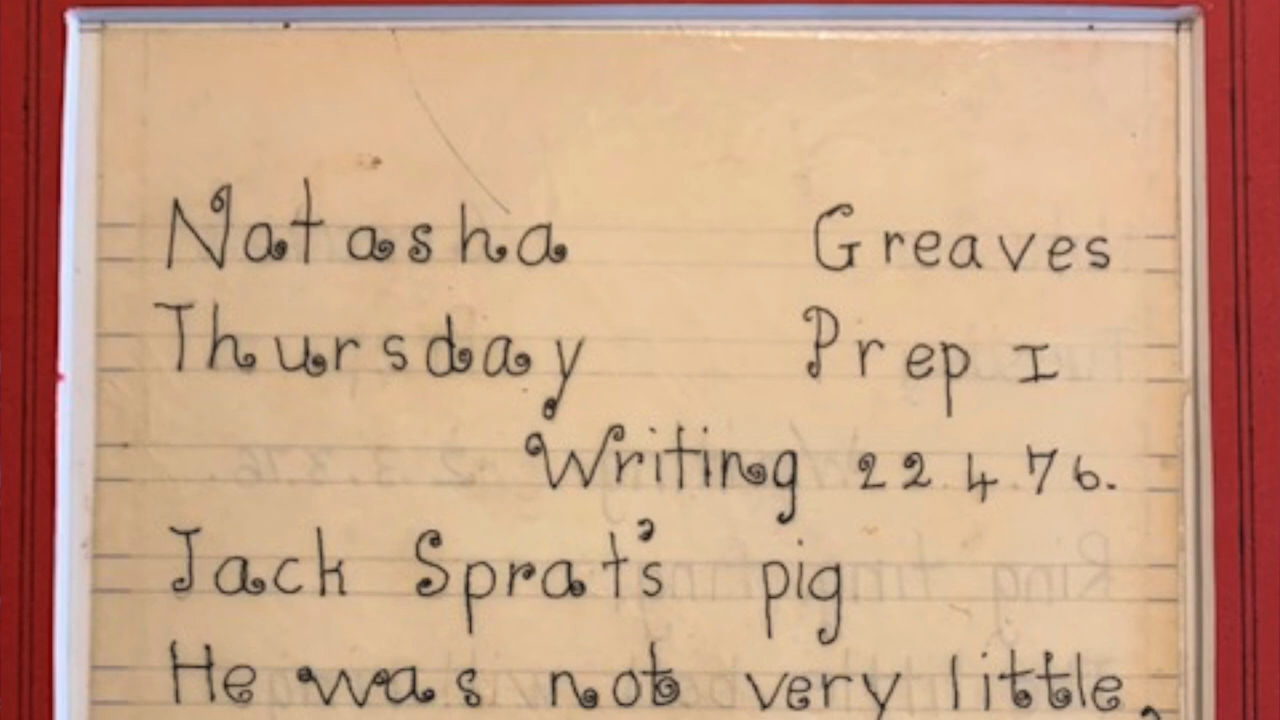 Natasha Greaves
Thursday Prep I
Writing 22.4.76.
Jack Sprat's pig
He was not very little,